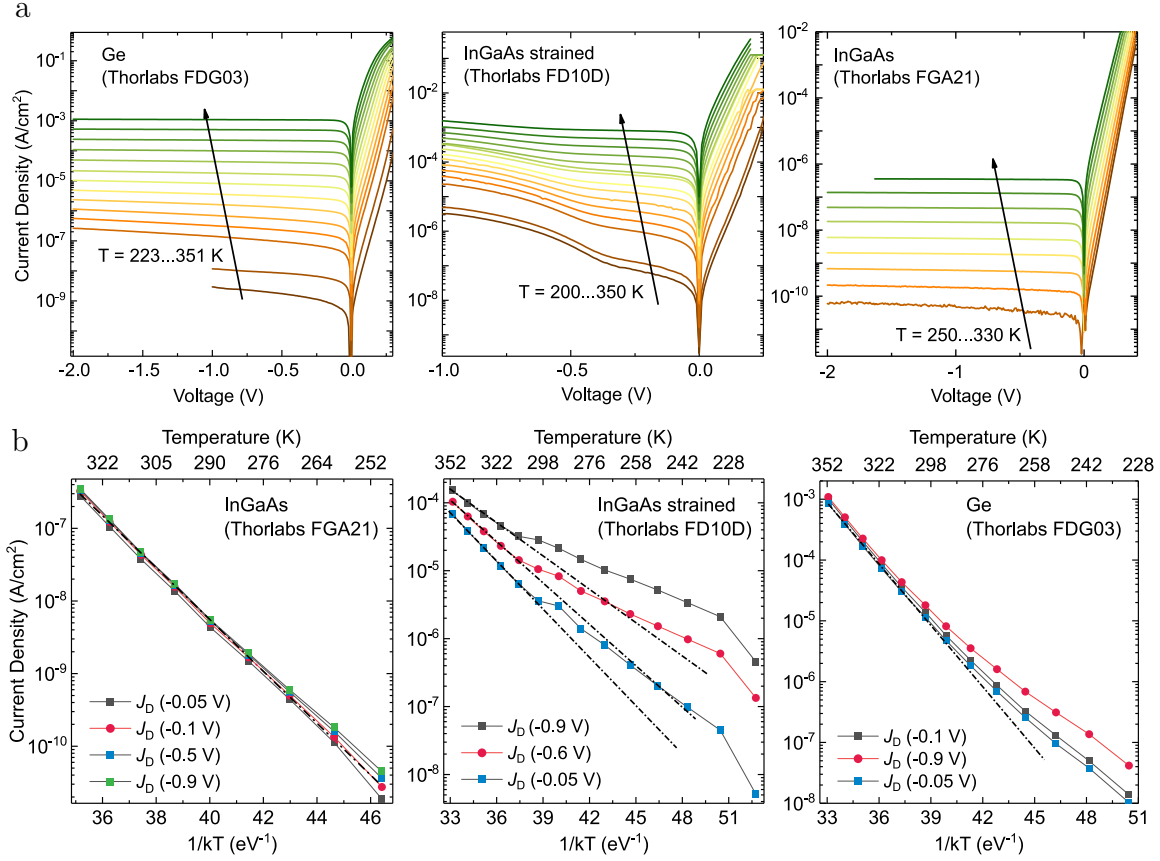 a
Ge
(Thorlabs FDG03)
T = 223...351 K
10⁻¹
10⁻³
10⁻⁵
10⁻⁷
10⁻⁹
Current Density (A/cm²)
-2.0 -1.5 -1.0 -0.5 0.0
Voltage (V)
InGaAs strained
(Thorlabs FD10D)
T = 200...350 K
10⁰
10⁻²
10⁻⁴
10⁻⁶
10⁻⁸
-1.0 -0.5 0.0
Voltage (V)
InGaAs
(Thorlabs FGA21)
T = 250...330 K
10⁻²
10⁻⁴
10⁻⁶
10⁻⁸
10⁻¹⁰
-2 -1 0
Voltage (V)
b
Temperature (K)
322 305 290 276 264 252
InGaAs
(Thorlabs FGA21)
10⁻⁷
10⁻⁸
10⁻⁹
10⁻¹⁰
Current Density (A/cm²)
J_D (-0.05 V)
J_D (-0.1 V)
J_D (-0.5 V)
J_D (-0.9 V)
36 38 40 42 44 46
1/kT (eV⁻¹)
Temperature (K)
352 322 298 276 258 242 228
InGaAs strained
(Thorlabs FD10D)
10⁻⁴
10⁻⁵
10⁻⁶
10⁻⁷
10⁻⁸
J_D (-0.9 V)
J_D (-0.6 V)
J_D (-0.05 V)
33 36 39 42 45 48 51
1/kT (eV⁻¹)
Temperature (K)
352 322 298 276 258 242 228
Ge
(Thorlabs FDG03)
10⁻³
10⁻⁴
10⁻⁵
10⁻⁶
10⁻⁷
10⁻⁸
J_D (-0.1 V)
J_D (-0.9 V)
J_D (-0.05 V)
33 36 39 42 45 48 51
1/kT (eV⁻¹)